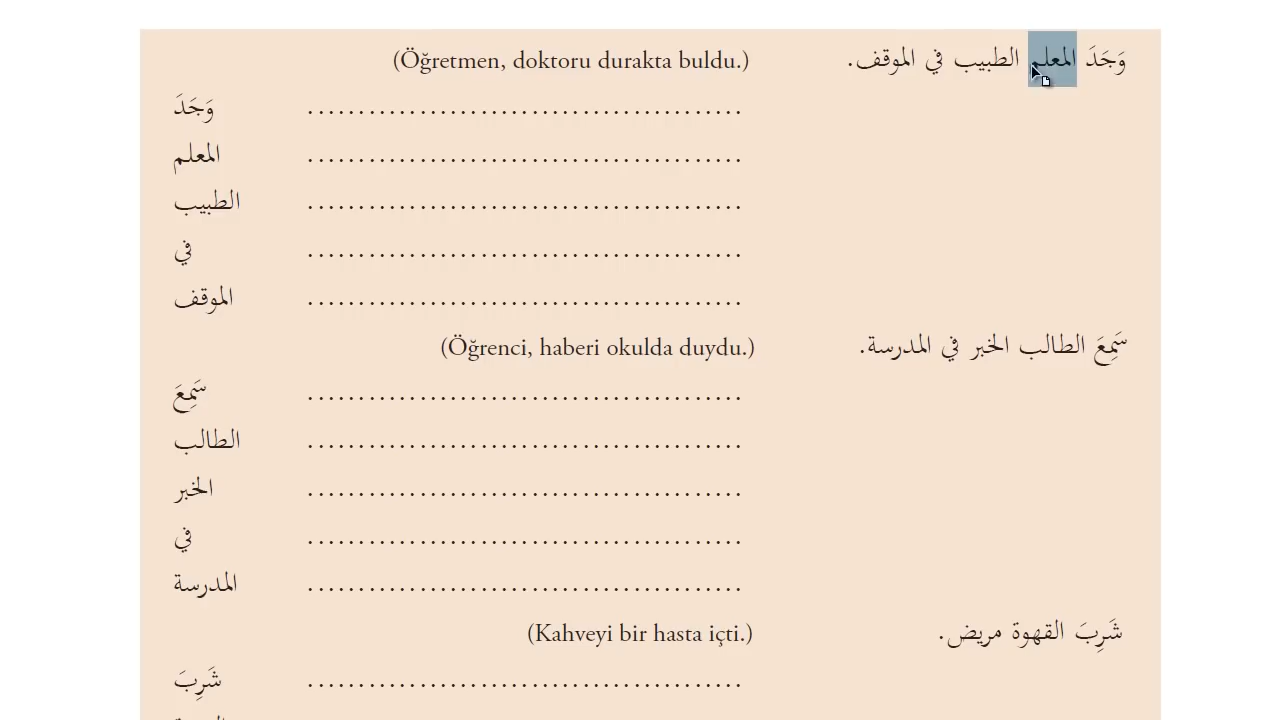 وَجَدَ المعلم الطبيب في الموقف. (Öğretmen, doktoru durakta buldu.)
وَجَدَ ........................................
المعلم ........................................
الطبيب ........................................
في ........................................
الموقف ........................................
سَمِعَ الطالب الخبر في المدرسة. (Öğrenci, haberi okulda duydu.)
سَمِعَ ........................................
الطالب ........................................
الخبر ........................................
في ........................................
المدرسة ........................................
شَرِبَ القهوة مريض. (Kahveyi bir hasta içti.)
شَرِبَ ........................................